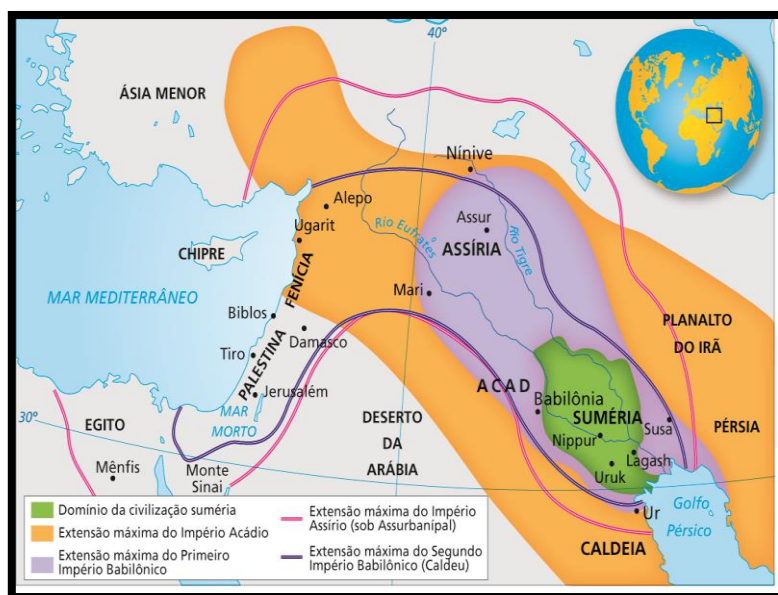 40°
ÁSIA MENOR
Nínive
Alepo
Ugarit
Assur
Rio Eufrates
Rio Tigre
ASSÍRIA
CHIPRE
FENÍCIA
MAR MEDITERRÂNEO
Mari
Biblos
PLANALTO
DO IRÃ
Damasco
Tiro
PALESTINA
ACAD
Babilônia
Jerusalém
SUMÉRIA
Susa
PÉRSIA
MAR
MORTO
DESERTO
DA
ARÁBIA
30°
EGITO
Nippur
Lagash
Mênfis
Monte
Sinai
Uruk
Golfo
Pérsico
Ur
CALDEIA
Domínio da civilização suméria
Extensão máxima do Império Acádio
Extensão máxima do Primeiro
Império Babilônico
Extensão máxima do Império
Assírio (sob Assurbanípal)
Extensão máxima do Segundo
Império Babilônico (Caldeu)